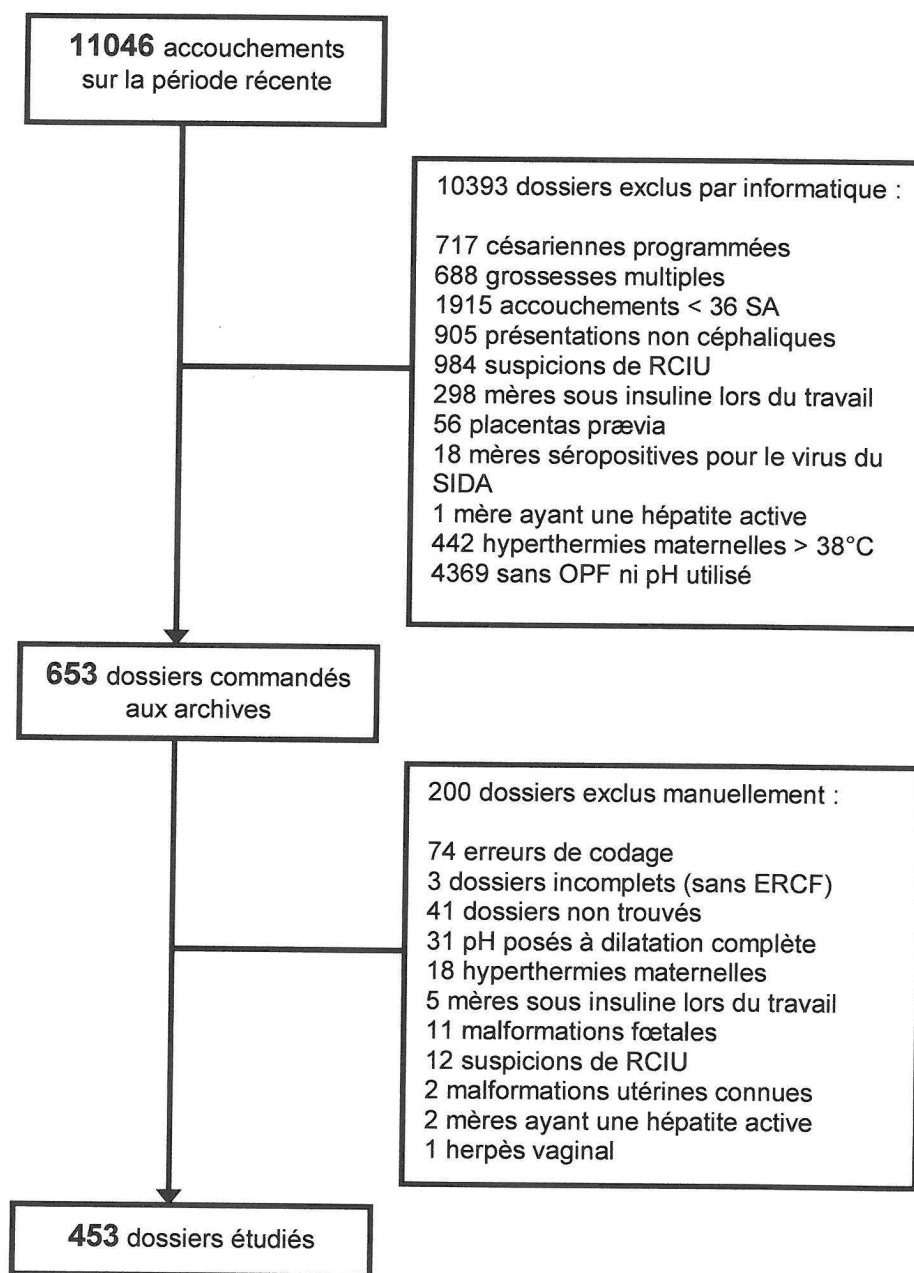 11046 accouchements
sur la période récente
10393 dossiers exclus par informatique :
717 césariennes programmées
688 grossesses multiples
1915 accouchements < 36 SA
905 présentations non céphaliques
984 suspicions de RCIU
298 mères sous insuline lors du travail
56 placentas prævia
18 mères séropositives pour le virus du
SIDA
1 mère ayant une hépatite active
442 hyperthermies maternelles > 38°C
4369 sans OPF ni pH utilisé
653 dossiers commandés
aux archives
200 dossiers exclus manuellement :
74 erreurs de codage
3 dossiers incomplets (sans ERCF)
41 dossiers non trouvés
31 pH posés à dilatation complète
18 hyperthermies maternelles
5 mères sous insuline lors du travail
11 malformations fœtales
12 suspicions de RCIU
2 malformations utérines connues
2 mères ayant une hépatite active
1 herpès vaginal
453 dossiers étudiés